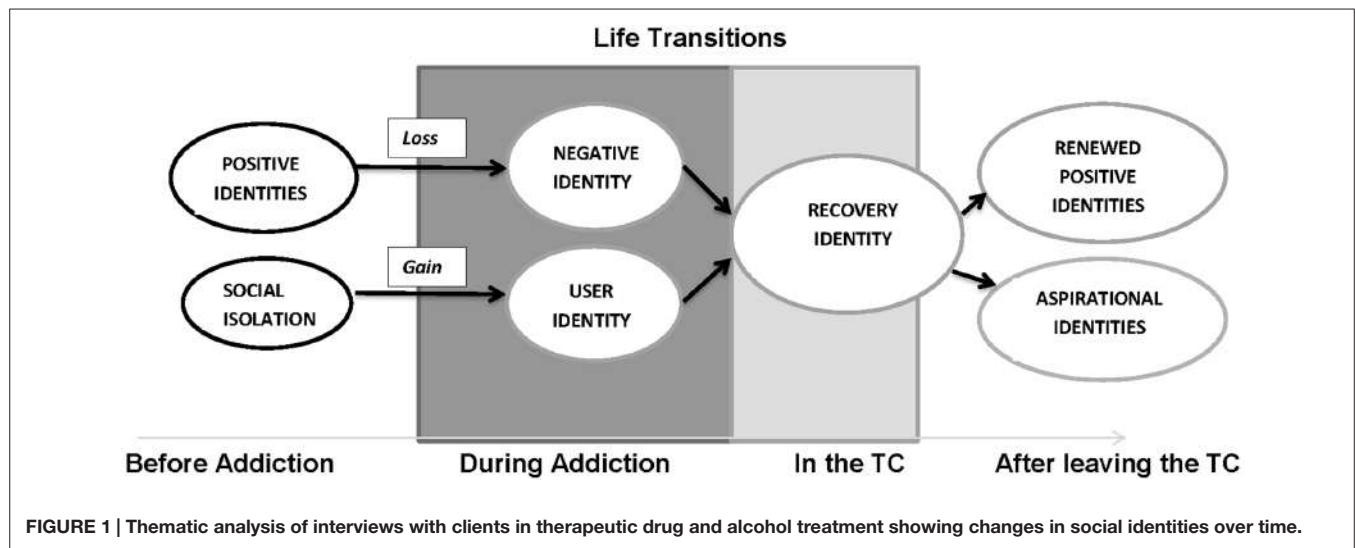 Life Transitions
POSITIVE
IDENTITIES
Loss
NEGATIVE
IDENTITY
SOCIAL
ISOLATION
Gain
USER
IDENTITY
RECOVERY
IDENTITY
RENEWED
POSITIVE
IDENTITIES
ASPIRATIONAL
IDENTITIES
Before Addiction
During Addiction
In the TC
After leaving the TC
FIGURE 1 | Thematic analysis of interviews with clients in therapeutic drug and alcohol treatment showing changes in social identities over time.